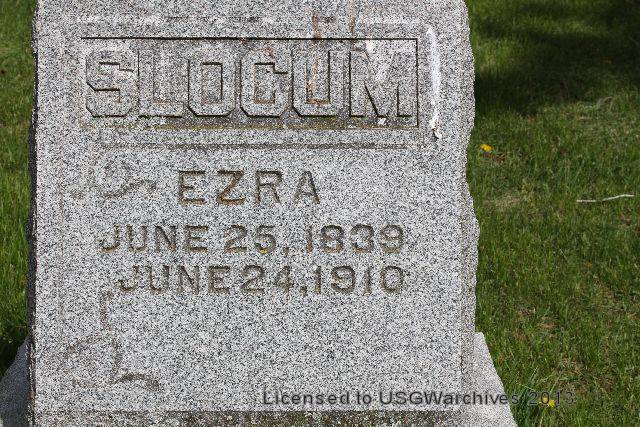 SLOCUM
EZRA
JUNE 25, 1839
JUNE 24, 1910
Licensed to USGWarchives 2013